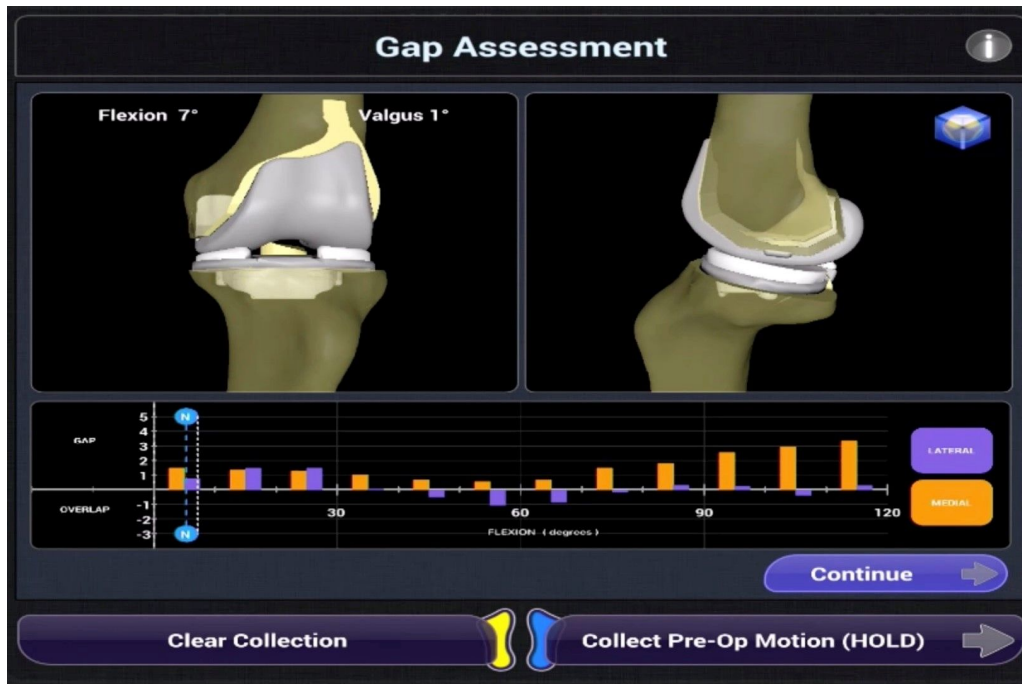 Gap Assessment
i
Flexion 7°
Valgus 1°
5
4
3
2
1
-1
-2
-3
N
N
GAP
OVERLAP
30
60
90
120
FLEXION ( degrees )
LATERAL
MEDIAL
Continue
Clear Collection
Collect Pre-Op Motion (HOLD)